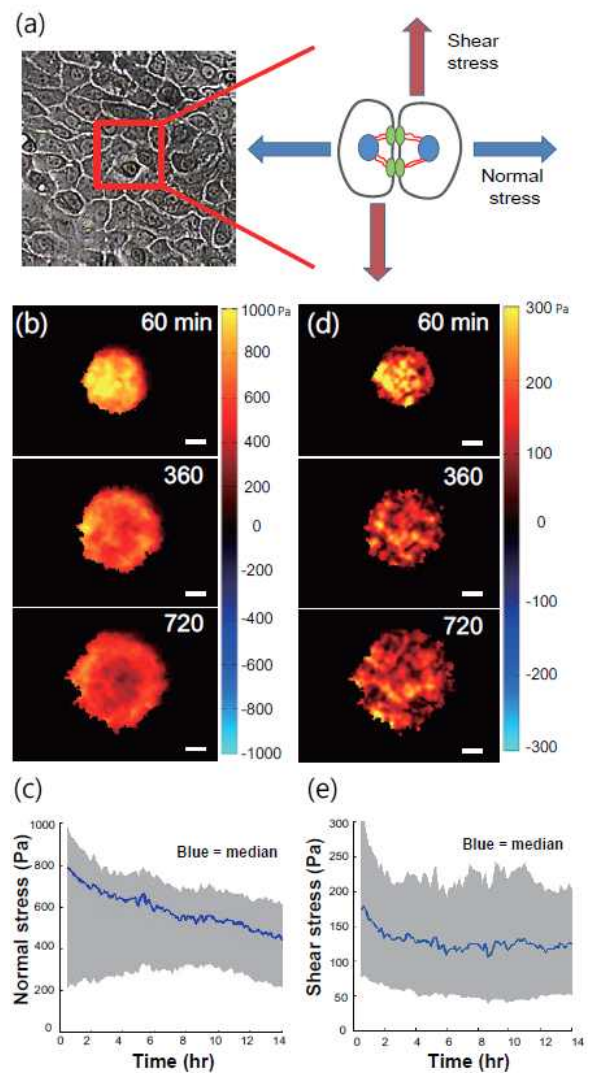 (a)
Shear
stress
Normal
stress
(b)
60 min
360
720
1000 Pa
800
600
400
200
0
-200
-400
-600
-800
-1000
(d)
60 min
360
720
300 Pa
200
100
0
-100
-200
-300
(c)
Normal stress (Pa)
1000
800
600
400
200
0
Blue = median
0 2 4 6 8 10 12 14
Time (hr)
(e)
Shear stress (Pa)
300
250
200
150
100
50
0
Blue = median
0 2 4 6 8 10 12 14
Time (hr)